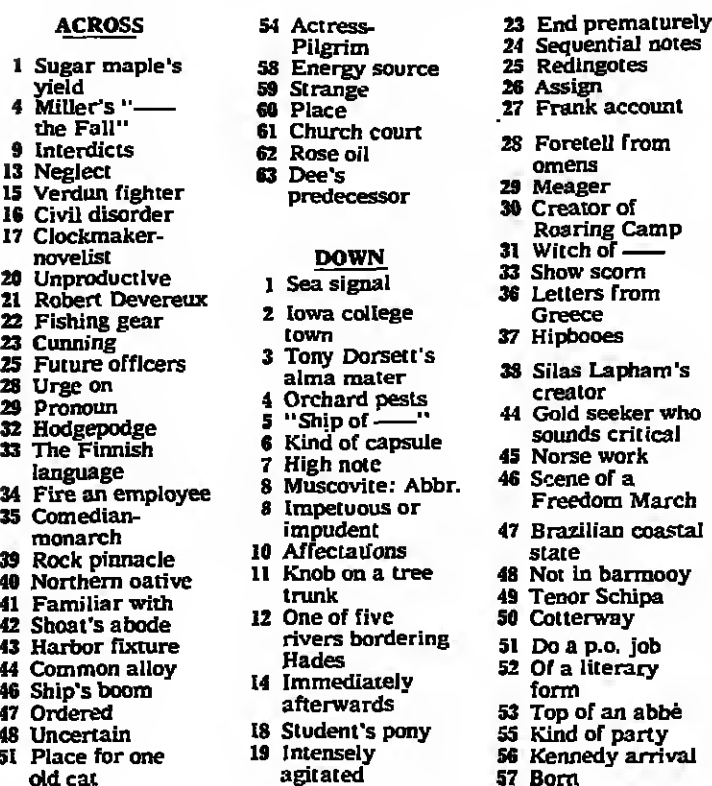 ACROSS
1 Sugar maple's
yield
4 Miller's "——
the Fall"
9 Interdicts
13 Neglect
15 Verdun fighter
16 Civil disorder
17 Clockmaker-
novelist
20 Unproductive
21 Robert Devereux
22 Fishing gear
23 Cunning
25 Future officers
28 Urge on
29 Pronoun
32 Hodgepodge
33 The Finnish
language
34 Fire an employee
35 Comedian-
monarch
39 Rock pinnacle
40 Northern oative
41 Familiar with
42 Shoat's abode
43 Harbor fixture
44 Common alloy
46 Ship's boom
47 Ordered
48 Uncertain
51 Place for one
old cat
54 Actress-
Pilgrim
58 Energy source
59 Strange
60 Place
61 Church court
62 Rose oil
63 Dee's
predecessor
DOWN
1 Sea signal
2 Iowa college
town
3 Tony Dorsett's
alma mater
4 Orchard pests
5 "Ship of ——"
6 Kind of capsule
7 High note
8 Muscovite: Abbr.
8 Impetuous or
impudent
10 Affectations
11 Knob on a tree
trunk
12 One of five
rivers bordering
Hades
14 Immediately
afterwards
18 Student's pony
19 Intensely
agitated
23 End prematurely
24 Sequential notes
25 Redingotes
26 Assign
27 Frank account
28 Foretell from
omens
29 Meager
30 Creator of
Roaring Camp
31 Witch of ——
33 Show scorn
36 Letters from
Greece
37 Hipbooes
38 Silas Lapham's
creator
44 Gold seeker who
sounds critical
45 Norse work
46 Scene of a
Freedom March
47 Brazilian coastal
state
48 Not in barmooy
49 Tenor Schipa
50 Cotterway
51 Do a p.o. job
52 Of a literary
form
53 Top of an abbé
55 Kind of party
56 Kennedy arrival
57 Born